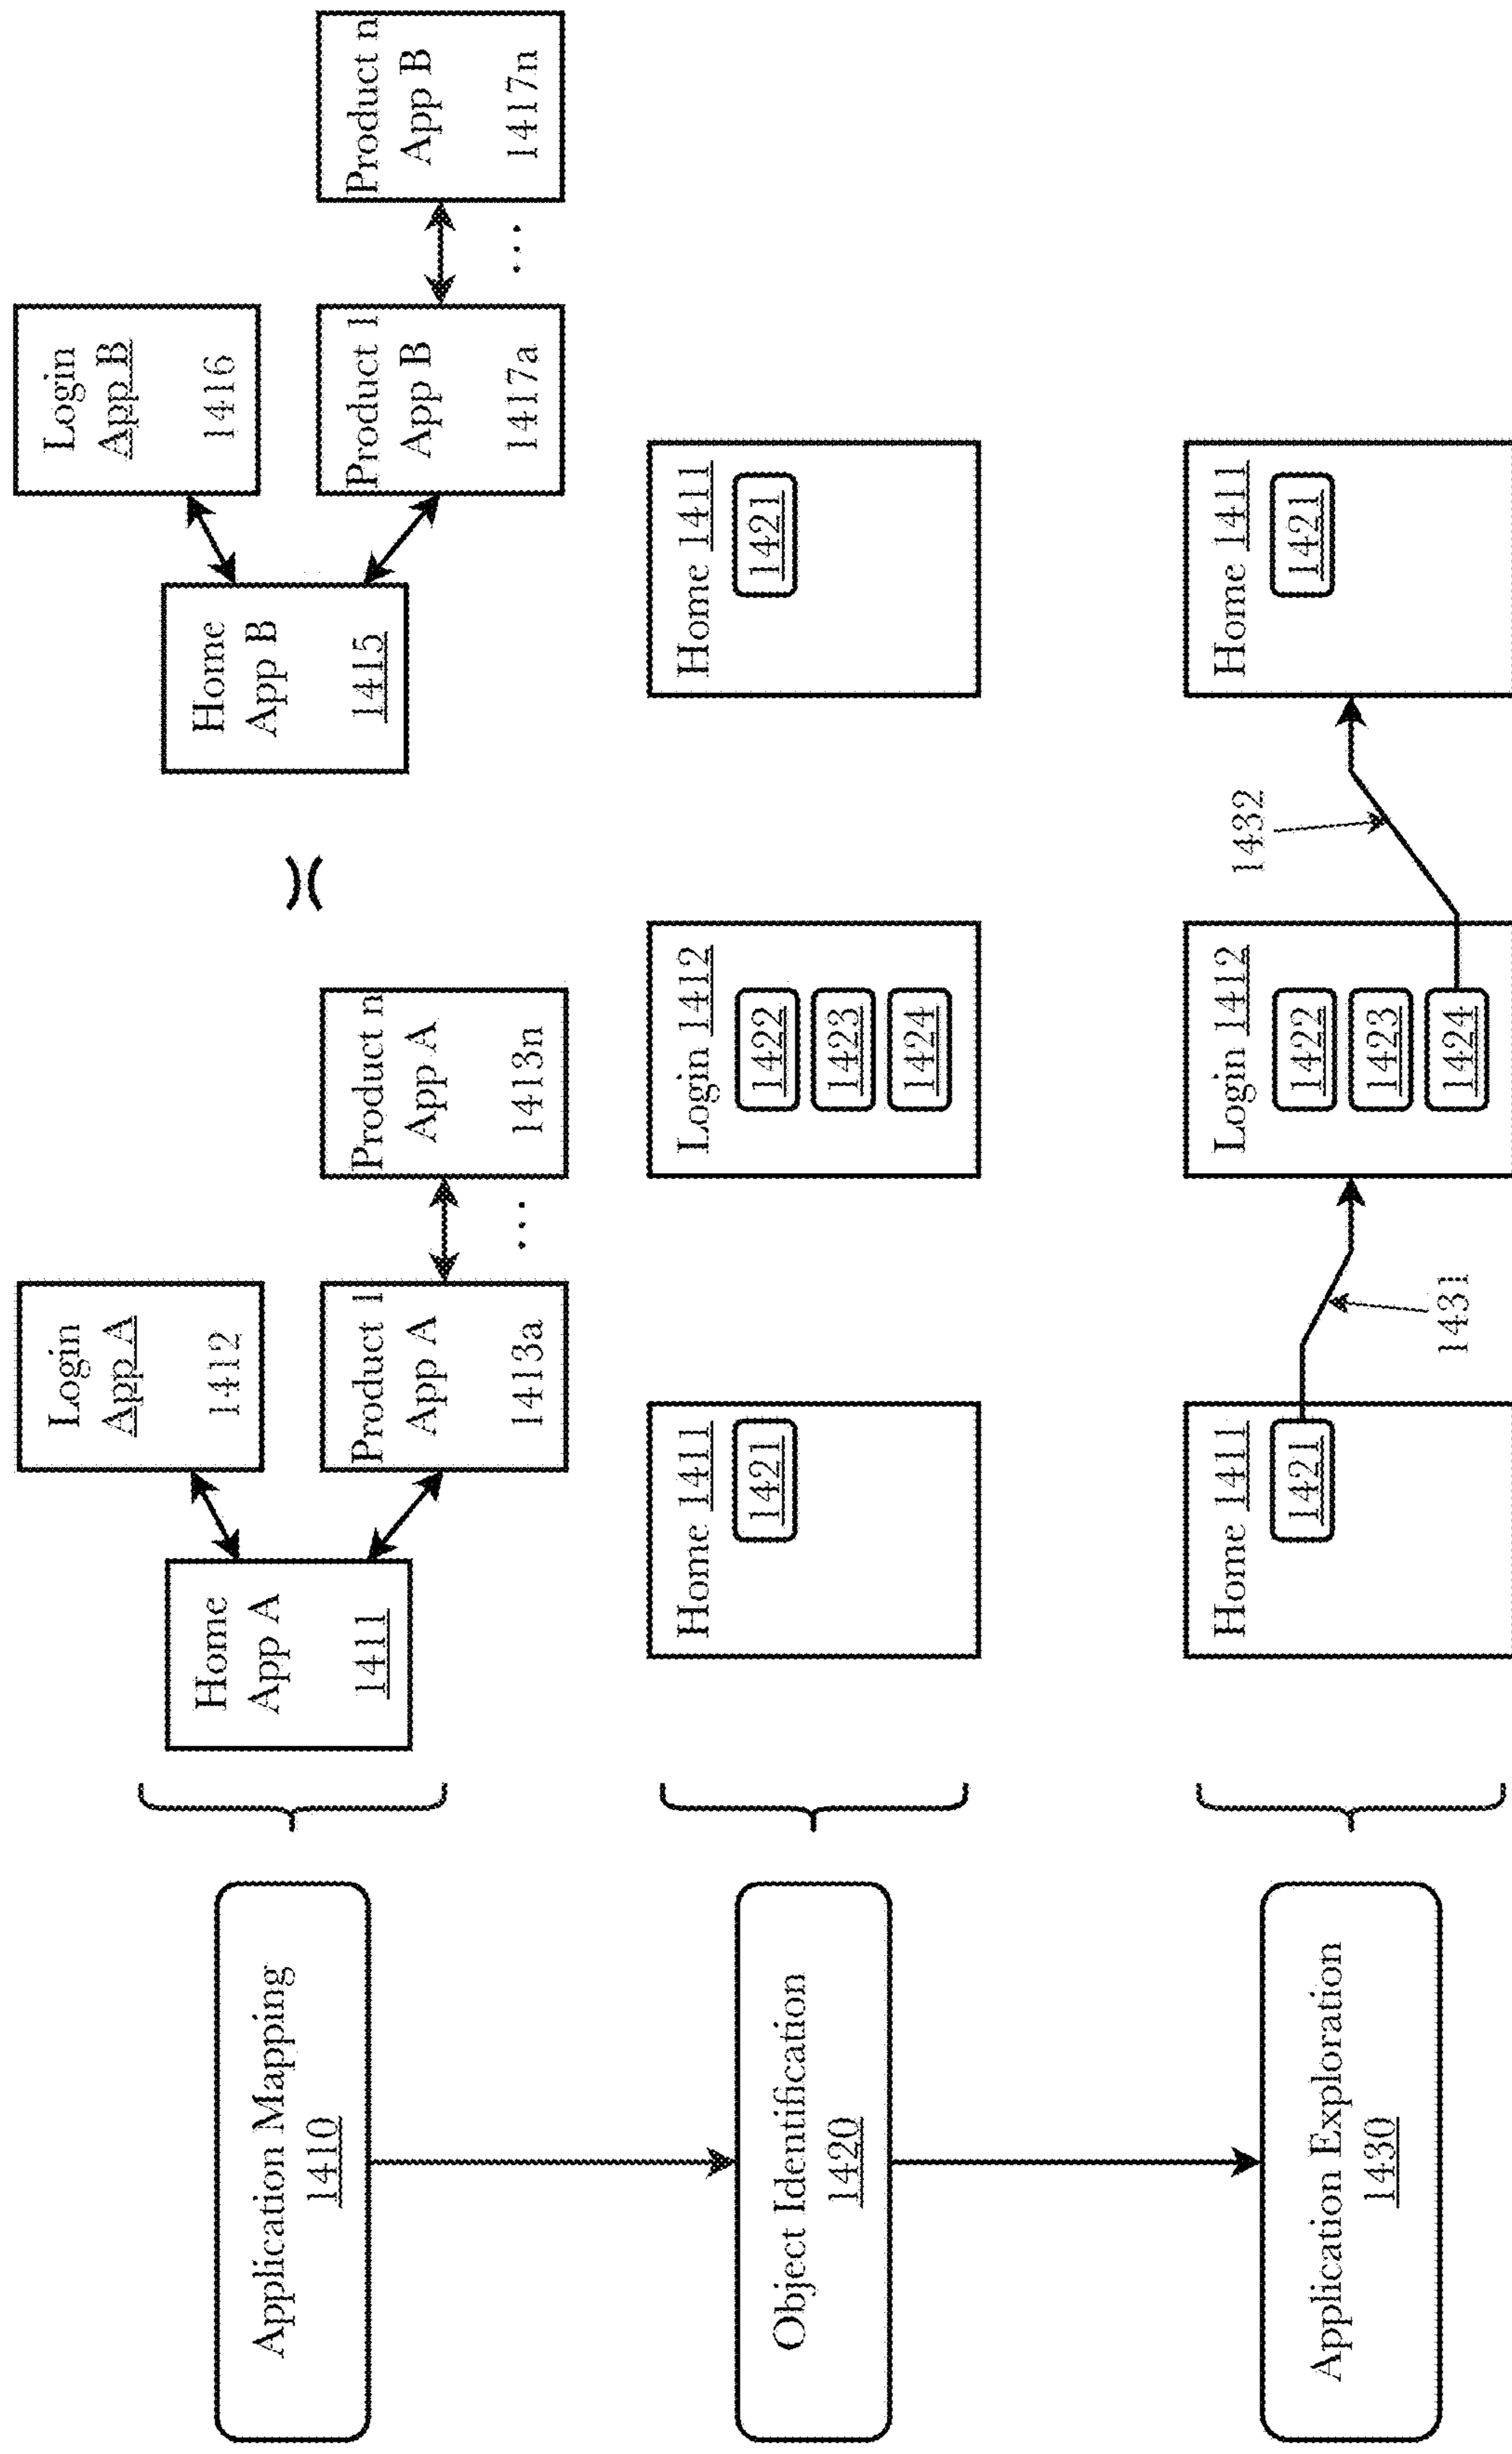 Application Mapping
1410
Home
App A
1411
Login
App A
1412
Product 1
App A
1413a
...
Product n
App A
1413n
Home
App B
1415
Login
App B
1416
Product 1
App B
1417a
...
Product n
App B
1417n
Object Identification
1420
Home 1411
1421
Login 1412
1422
1423
1424
Home 1411
1421
Application Exploration
1430
Home 1411
1421
1431
Login 1412
1422
1423
1424
1432
Home 1411
1421